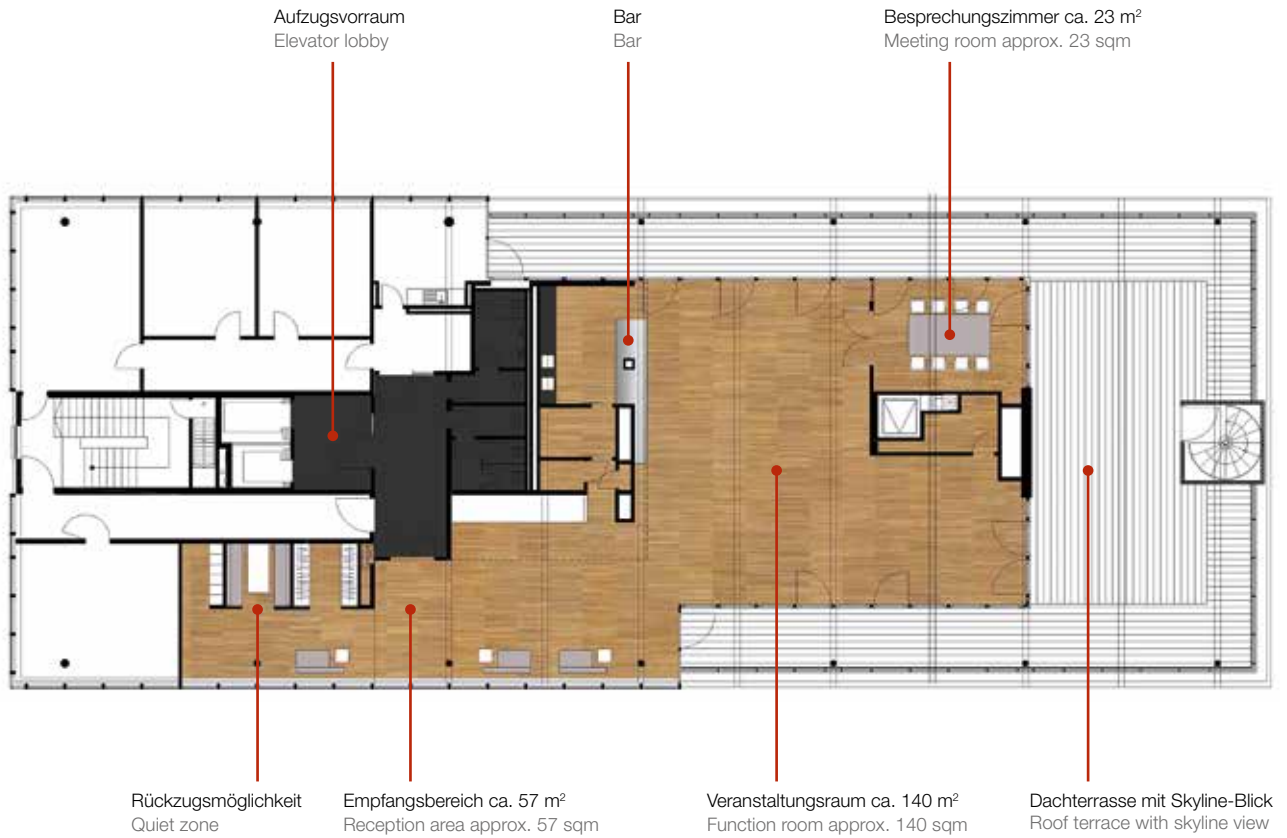 Aufzugsvorraum
Elevator lobby
Bar
Bar
Besprechungszimmer ca. 23 m²
Meeting room approx. 23 sqm
Rückzugsmöglichkeit
Quiet zone
Empfangsbereich ca. 57 m²
Reception area approx. 57 sqm
Veranstaltungsraum ca. 140 m²
Function room approx. 140 sqm
Dachterrasse mit Skyline-Blick
Roof terrace with skyline view